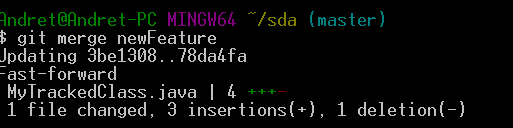 Andret@Andret-PC MINGW64 ~/sda (master)
$ git merge newFeature
Updating 3be1308..78da4fa
Fast-forward
 MyTrackedClass.java | 4 +++-
 1 file changed, 3 insertions(+), 1 deletion(-)